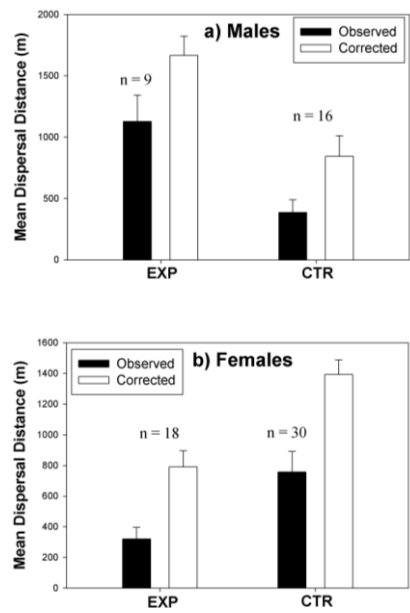 a) Males
Observed
Corrected
Mean Dispersal Distance (m)
2000
1500
1000
500
0
n = 9
n = 16
EXP
CTR
b) Females
Observed
Corrected
Mean Dispersal Distance (m)
1600
1400
1200
1000
800
600
400
200
0
n = 18
n = 30
EXP
CTR